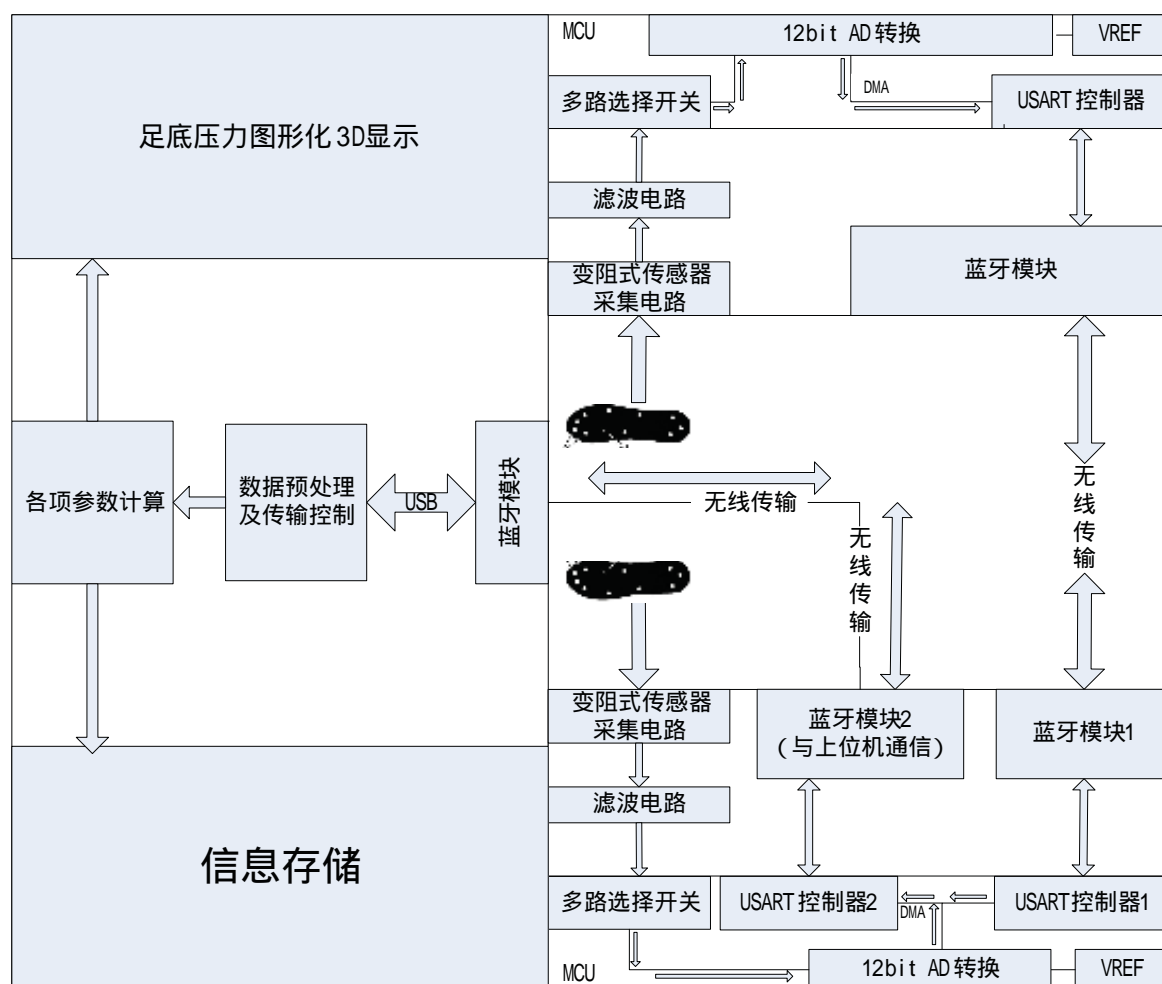 MCU
12bit AD转换
VREF
多路选择开关
DMA
USART控制器
足底压力图形化3D显示
滤波电路
变阻式传感器
采集电路
蓝牙模块
各项参数计算
数据预处理
及传输控制
USB
蓝牙模块
无线传输
无线传输
无线传输
变阻式传感器
采集电路
蓝牙模块2
（与上位机通信）
蓝牙模块1
滤波电路
信息存储
多路选择开关
USART控制器2
DMA
USART控制器1
MCU
12bit AD转换
VREF